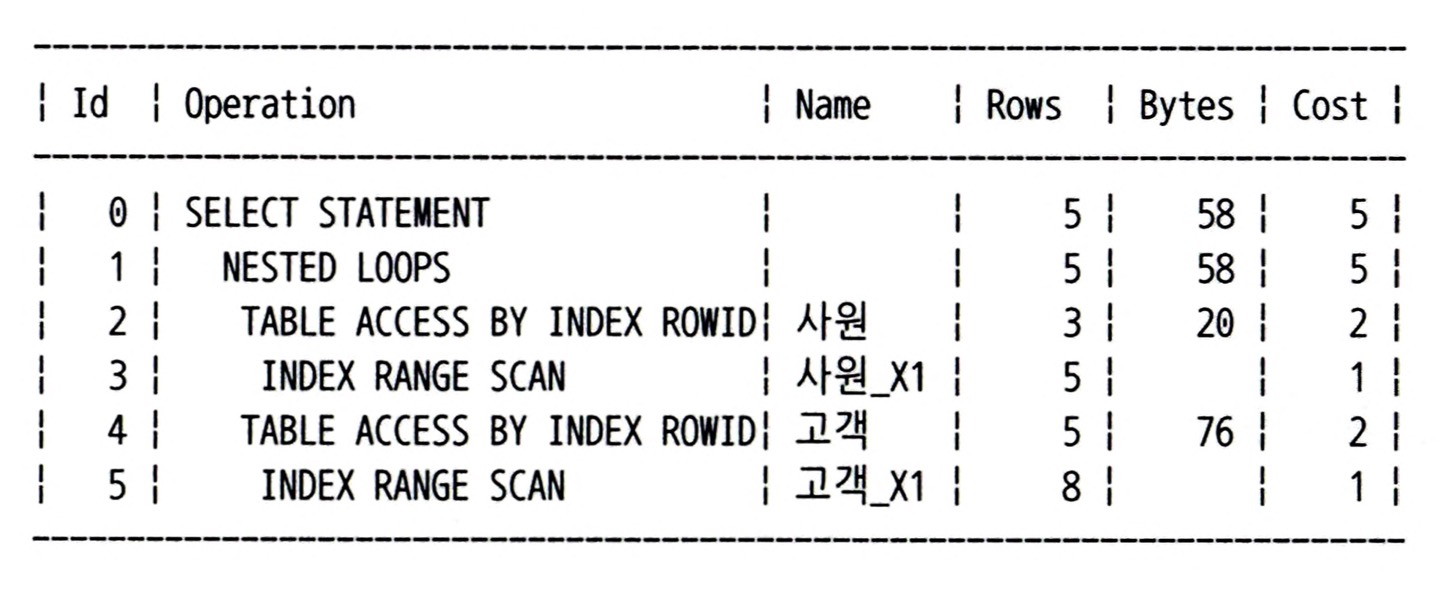 | Id | Operation | Name | Rows | Bytes | Cost |
| 0 | SELECT STATEMENT | | 5 | 58 | 5 |
| 1 | NESTED LOOPS | | 5 | 58 | 5 |
| 2 | TABLE ACCESS BY INDEX ROWID| 사원 | 3 | 20 | 2 |
| 3 | INDEX RANGE SCAN | 사원_X1 | 5 | | 1 |
| 4 | TABLE ACCESS BY INDEX ROWID| 고객 | 5 | 76 | 2 |
| 5 | INDEX RANGE SCAN | 고객_X1 | 8 | | 1 |